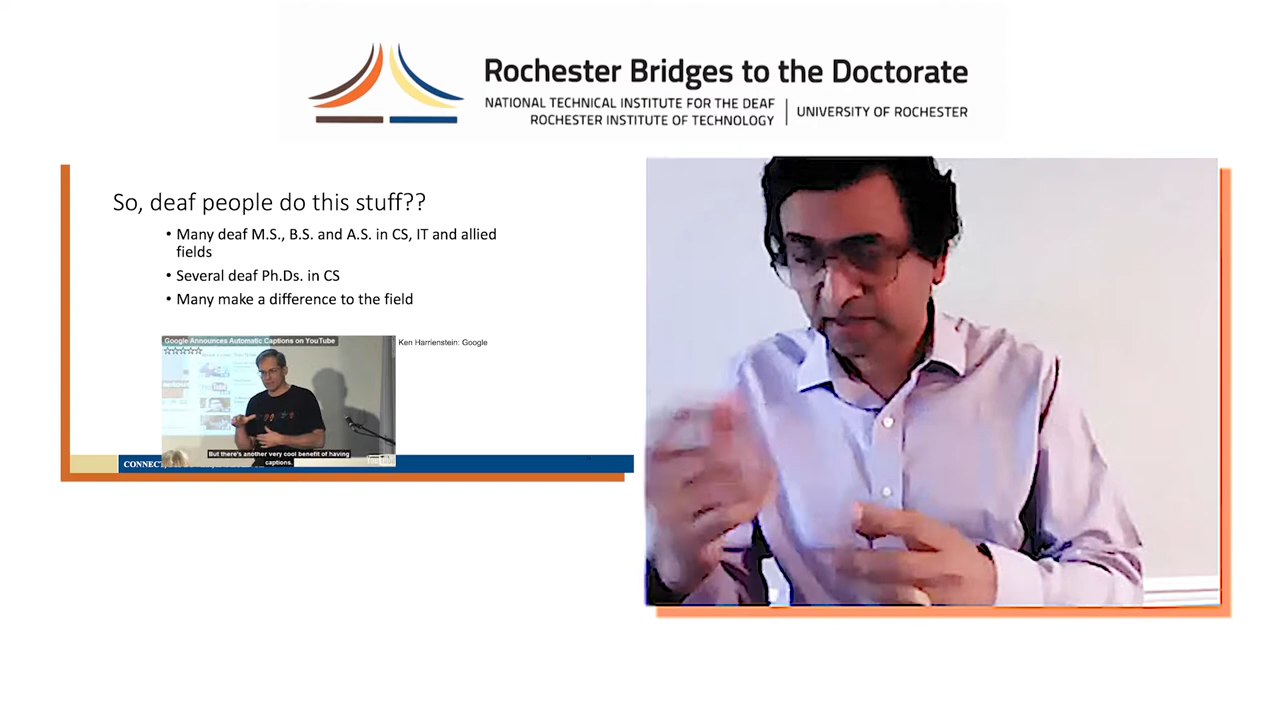 Rochester Bridges to the Doctorate
NATIONAL TECHNICAL INSTITUTE FOR THE DEAF
ROCHESTER INSTITUTE OF TECHNOLOGY
UNIVERSITY OF ROCHESTER
So, deaf people do this stuff??
• Many deaf M.S., B.S. and A.S. in CS, IT and allied
fields
• Several deaf Ph.Ds. in CS
• Many make a difference to the field
Google Announces Automatic Captions on YouTube
Ken Harrienstein: Google
But there's another very cool benefit of having
captions.
YouTube